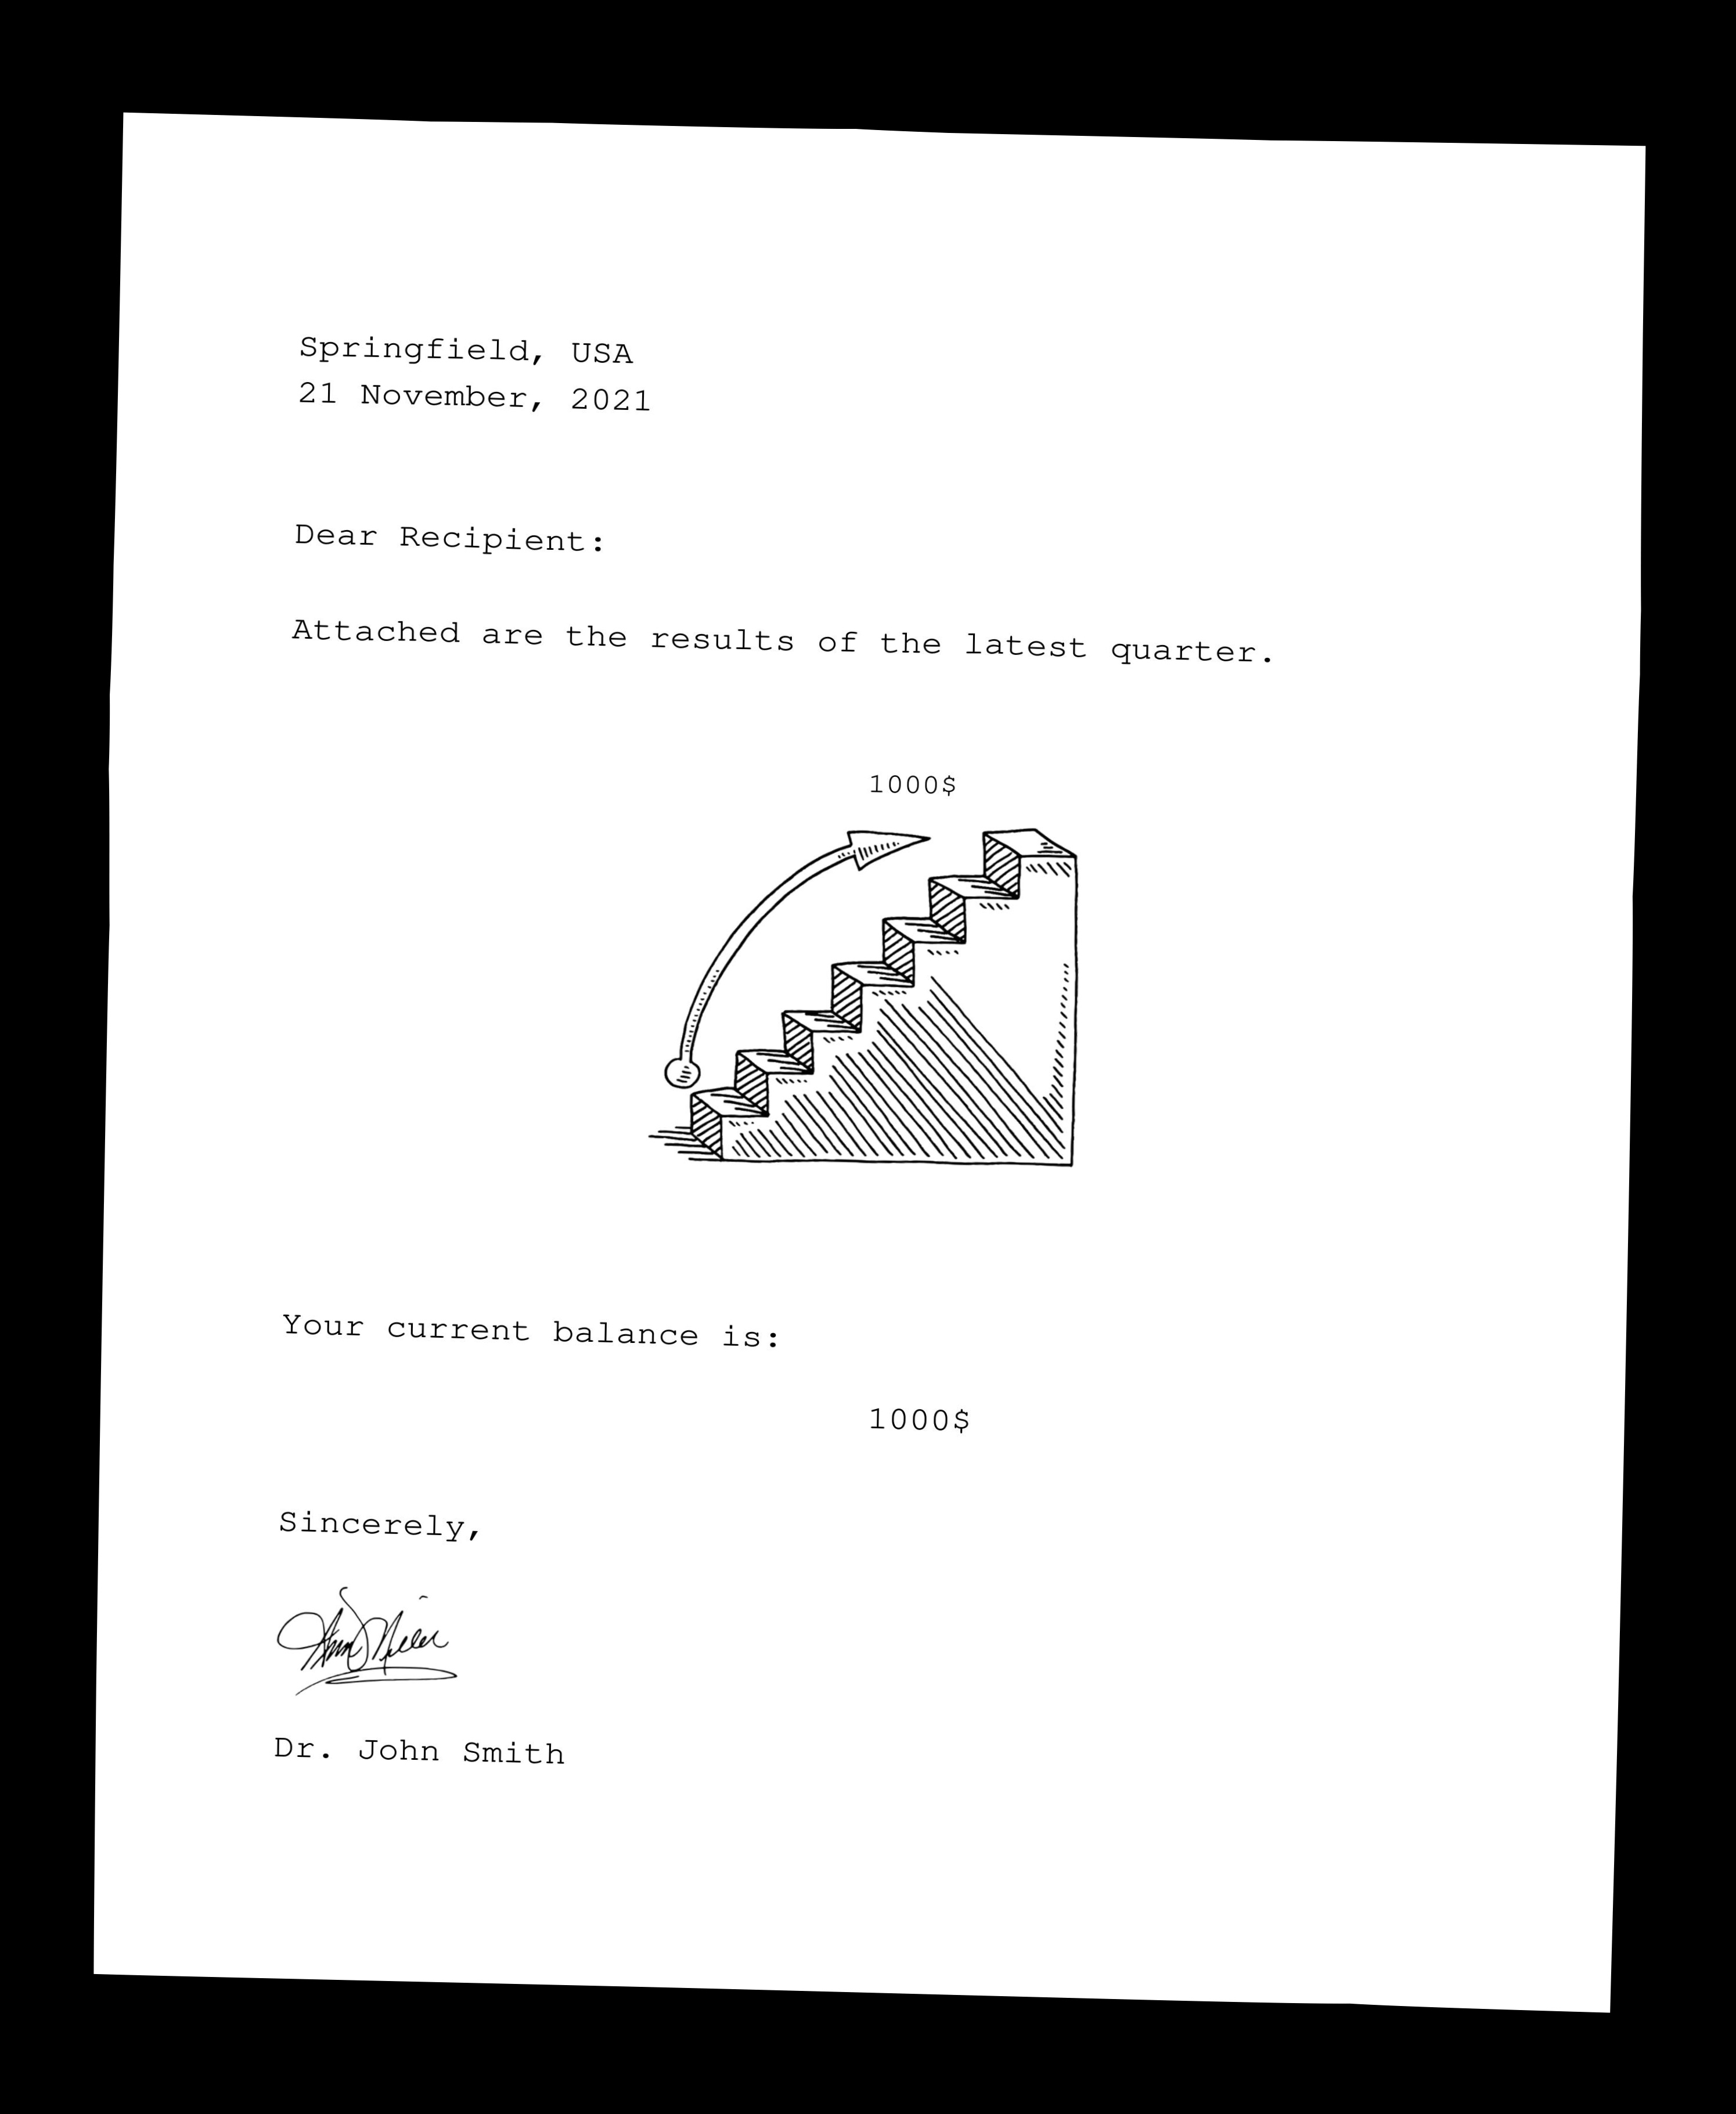 Springfield, USA
21 November, 2021
Dear Recipient:
Attached are the results of the latest quarter.
1000$
Your current balance is:
1000$
Sincerely,
Dr. John Smith